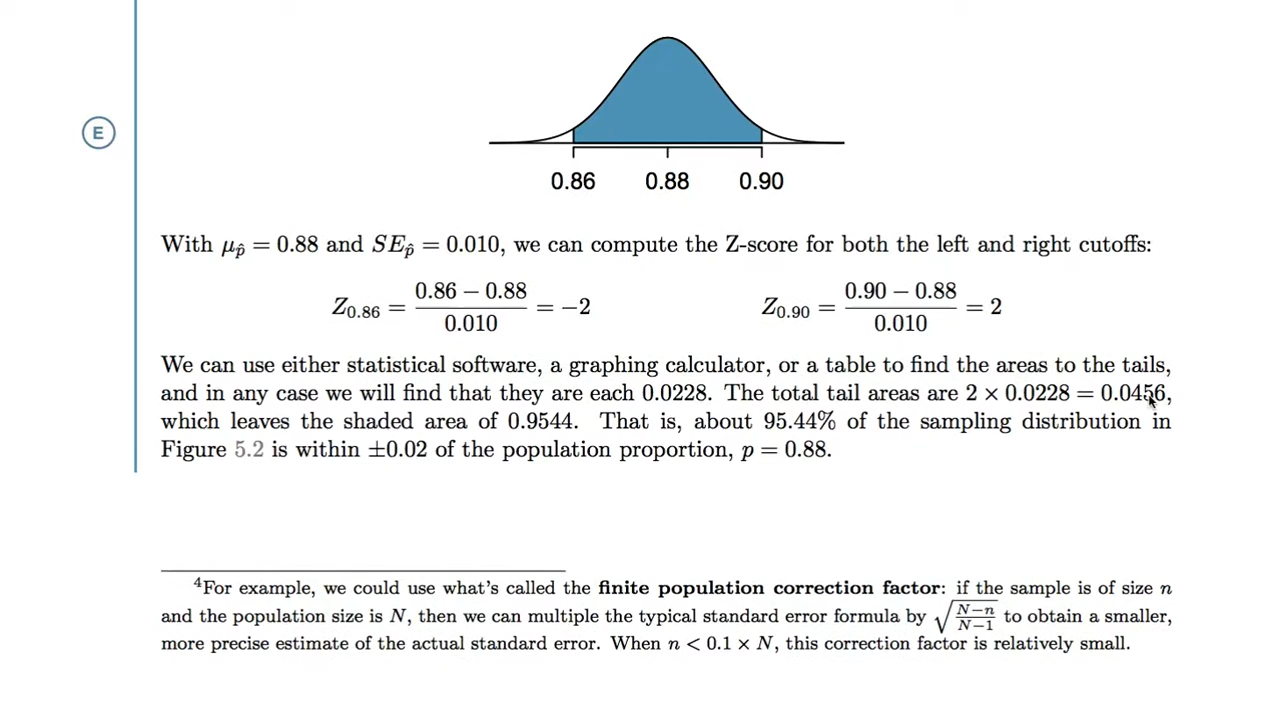 E
0.86 0.88 0.90
With μ_p̂ = 0.88 and SE_p̂ = 0.010, we can compute the Z-score for both the left and right cutoffs:
Z₀.₈₆ = (0.86 − 0.88)/0.010 = −2 Z₀.₉₀ = (0.90 − 0.88)/0.010 = 2
We can use either statistical software, a graphing calculator, or a table to find the areas to the tails,
and in any case we will find that they are each 0.0228. The total tail areas are 2 × 0.0228 = 0.0456,
which leaves the shaded area of 0.9544. That is, about 95.44% of the sampling distribution in
Figure 5.2 is within ±0.02 of the population proportion, p = 0.88.
⁴For example, we could use what's called the finite population correction factor: if the sample is of size n
and the population size is N, then we can multiple the typical standard error formula by √((N−n)/(N−1)) to obtain a smaller,
more precise estimate of the actual standard error. When n < 0.1 × N, this correction factor is relatively small.